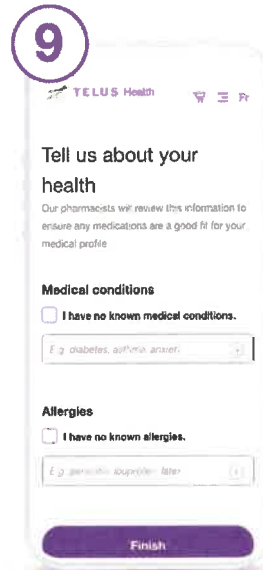 9
TELUS Health
Fr
Tell us about your
health
Our pharmacists will review this information to
ensure any medications are a good fit for your
medical profile
Medical conditions
I have no known medical conditions.
E.g. diabetes, asthma, anxiety
Allergies
I have no known allergies.
E.g.
Finish